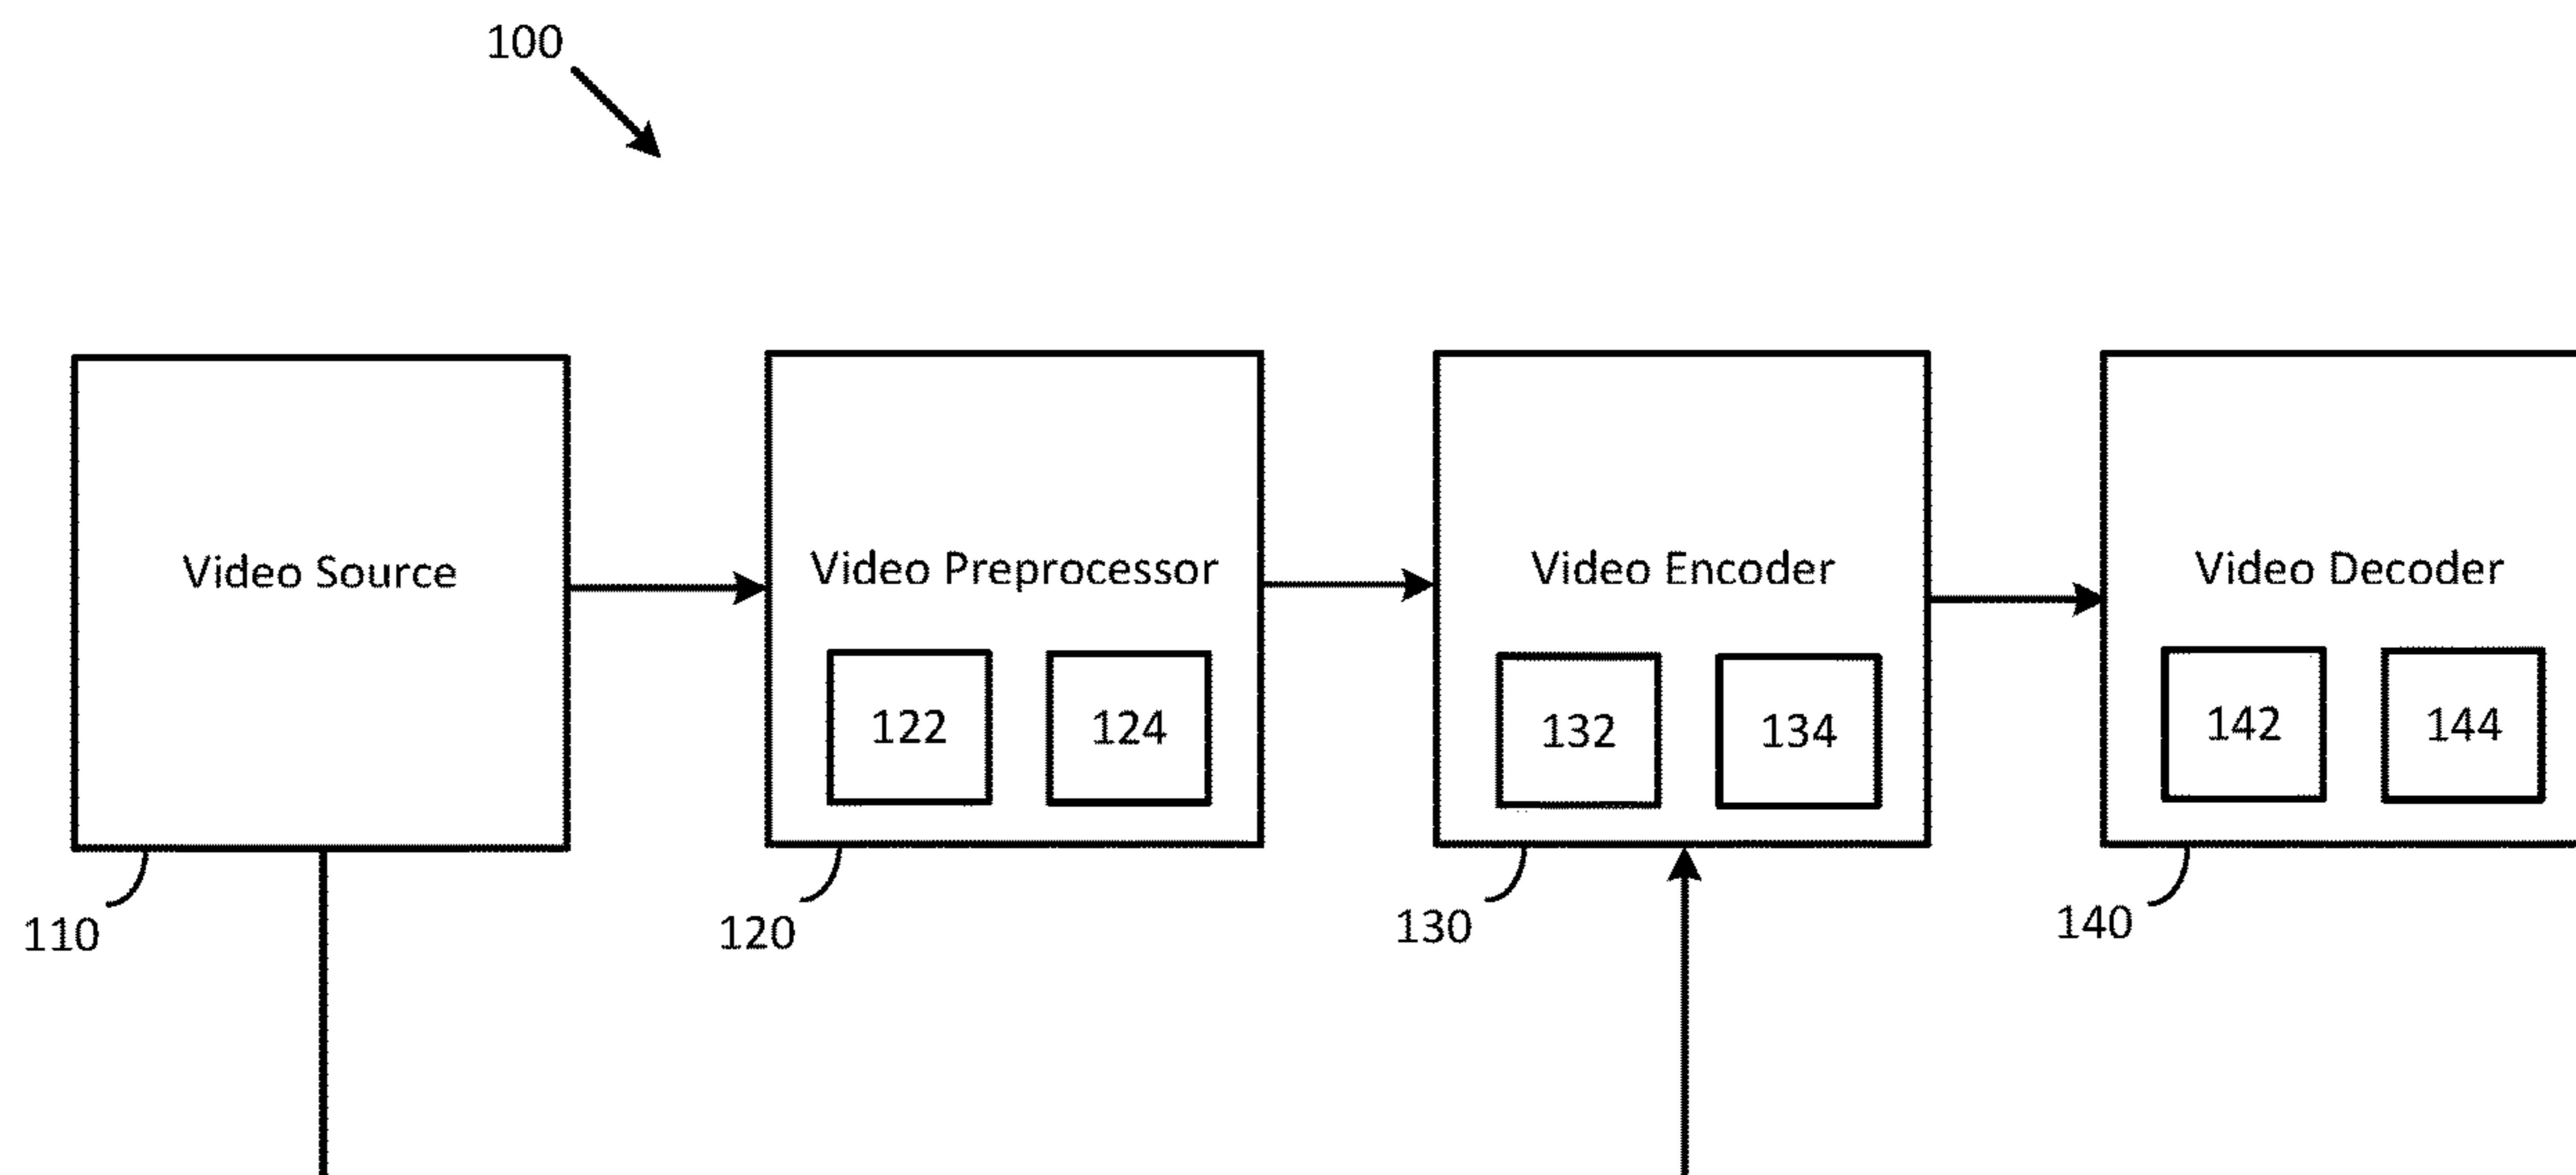 100
Video Source
Video Preprocessor
Video Encoder
Video Decoder
122
124
132
134
142
144
110
120
130
140